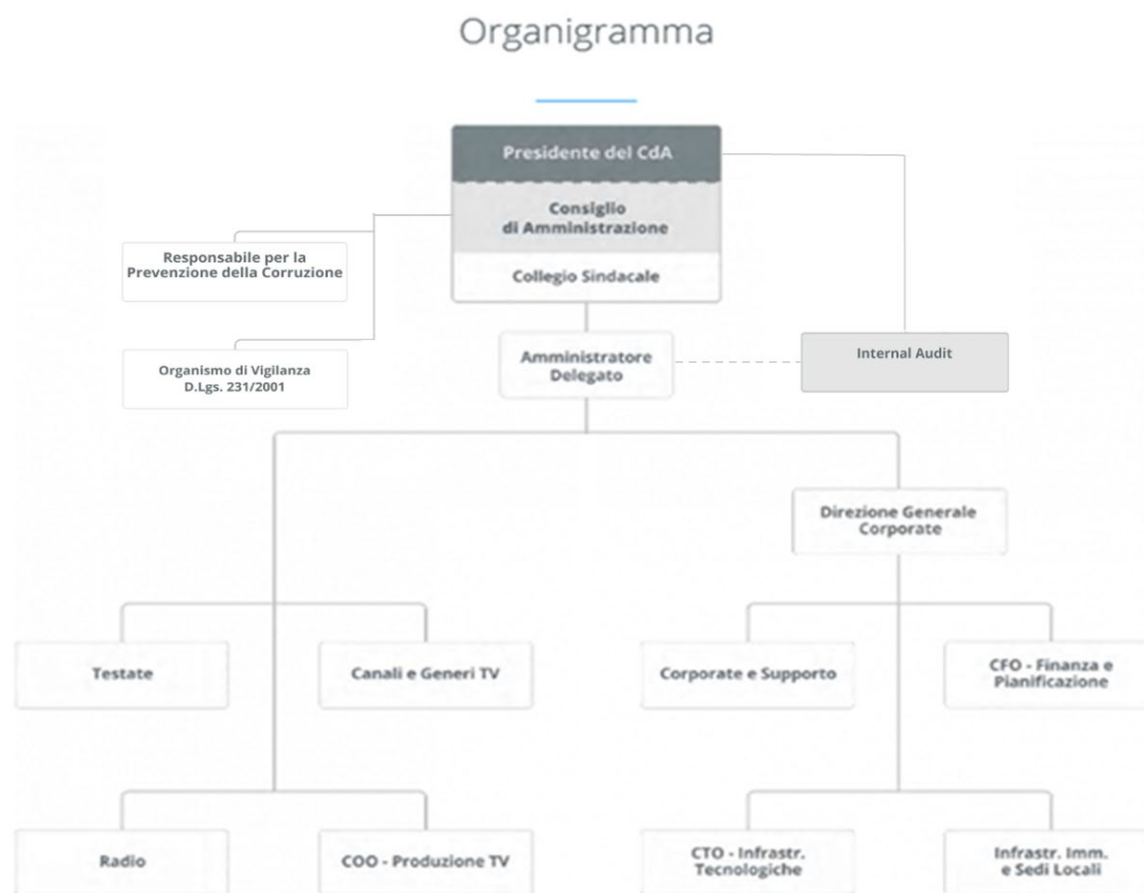 Organigramma
Presidente del CdA
Consiglio
di Amministrazione
Collegio Sindacale
Responsabile per la
Prevenzione della Corruzione
Organismo di Vigilanza
D.Lgs. 231/2001
Amministratore
Delegato
Internal Audit
Direzione Generale
Corporate
Testate
Canali e Generi TV
Corporate e Supporto
CFO - Finanza e
Pianificazione
Radio
COO - Produzione TV
CTO - Infrastr.
Tecnologiche
Infrastr. Imm.
e Sedi Locali